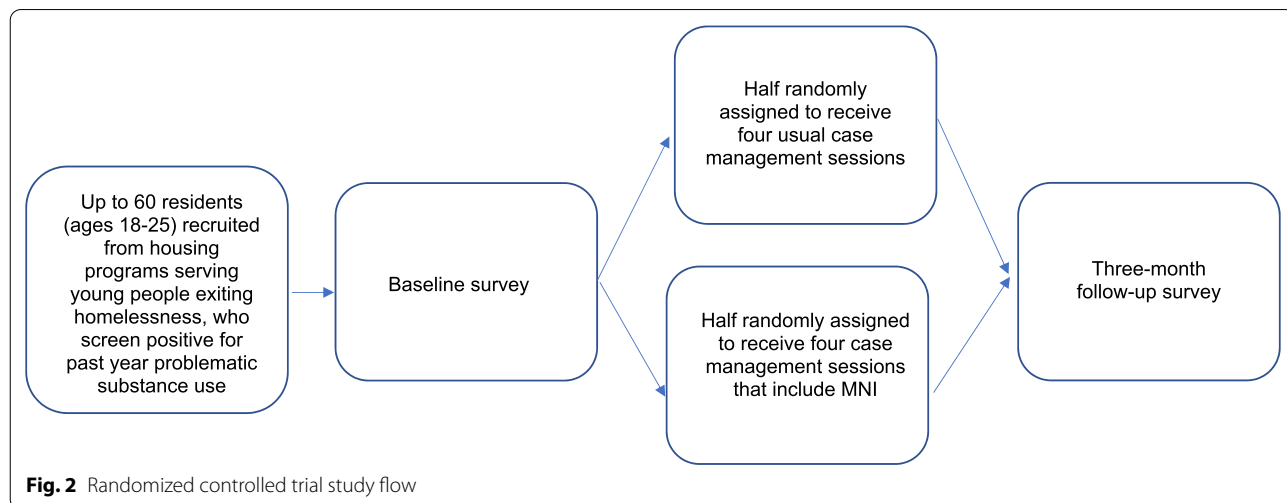 Up to 60 residents
(ages 18-25) recruited
from housing
programs serving
young people exiting
homelessness, who
screen positive for
past year problematic
substance use
Baseline survey
Half randomly
assigned to receive
four usual case
management sessions
Half randomly assigned
to receive four case
management sessions
that include MNI
Three-month
follow-up survey
Fig. 2 Randomized controlled trial study flow